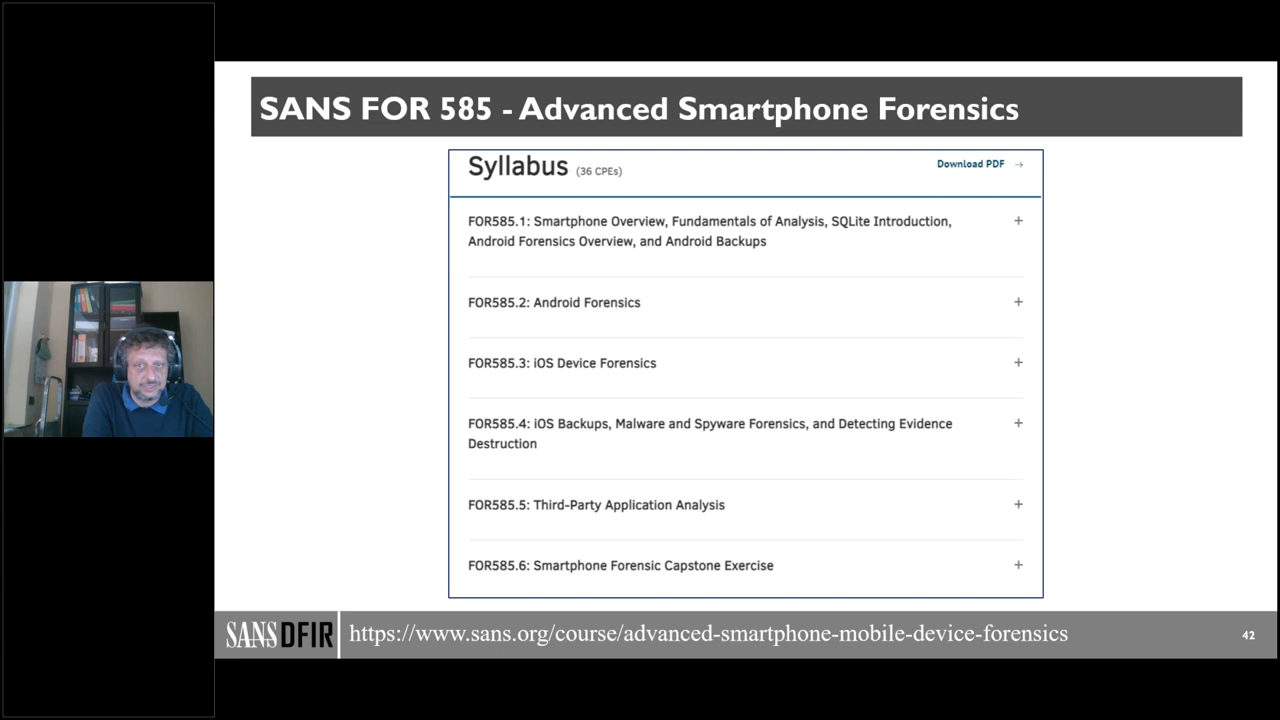 SANS FOR 585 - Advanced Smartphone Forensics
Syllabus (36 CPEs)
Download PDF →
FOR585.1: Smartphone Overview, Fundamentals of Analysis, SQLite Introduction,
Android Forensics Overview, and Android Backups
+
FOR585.2: Android Forensics
+
FOR585.3: iOS Device Forensics
+
FOR585.4: iOS Backups, Malware and Spyware Forensics, and Detecting Evidence
Destruction
+
FOR585.5: Third-Party Application Analysis
+
FOR585.6: Smartphone Forensic Capstone Exercise
+
SANS DFIR
https://www.sans.org/course/advanced-smartphone-mobile-device-forensics
42